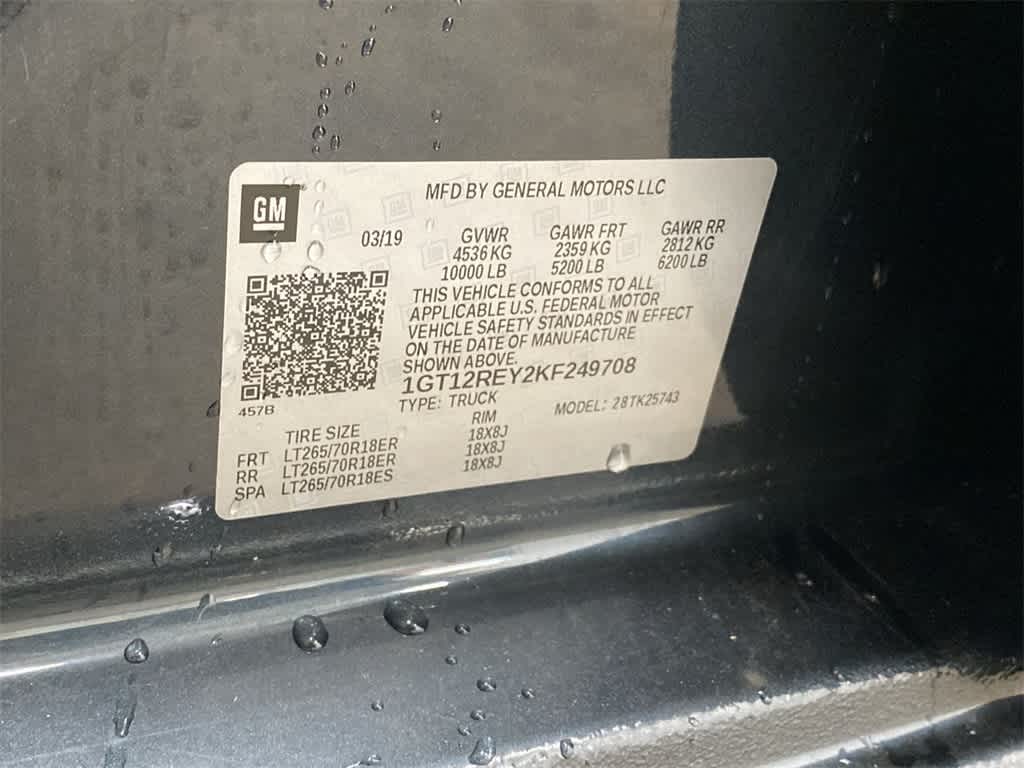 GM
MFD BY GENERAL MOTORS LLC
03/19 GVWR GAWR FRT GAWR RR
4536 KG 2359 KG 2812 KG
10000 LB 5200 LB 6200 LB
THIS VEHICLE CONFORMS TO ALL
APPLICABLE U.S. FEDERAL MOTOR
VEHICLE SAFETY STANDARDS IN EFFECT
ON THE DATE OF MANUFACTURE
SHOWN ABOVE.
1GT12REY2KF249708
457B
TYPE: TRUCK MODEL: 28TK25743
TIRE SIZE RIM
FRT LT265/70R18ER 18X8J
RR LT265/70R18ER 18X8J
SPA LT265/70R18ES 18X8J